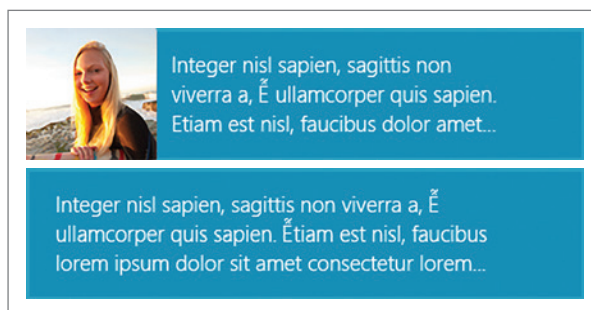 Integer nisl sapien, sagittis non
viverra a, Ế̃ ullamcorper quis sapien.
Etiam est nisl, faucibus dolor amet...
Integer nisl sapien, sagittis non viverra a, Ế̃
ullamcorper quis sapien. Ế̃tiam est nisl, faucibus
lorem ipsum dolor sit amet consectetur lorem...